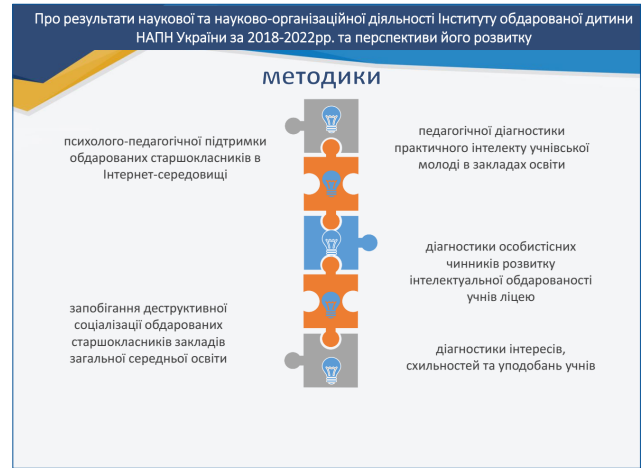 Про результати наукової та науково-організаційної діяльності Інституту обдарованої дитини
НАПН України за 2018-2022рр. та перспективи його розвитку
методики
психолого-педагогічної підтримки
обдарованих старшокласників в
Інтернет-середовищі
педагогічної діагностики
практичного інтелекту учнівської
молоді в закладах освіти
діагностики особистісних
чинників розвитку
інтелектуальної обдарованості
учнів ліцею
запобігання деструктивної
соціалізації обдарованих
старшокласників закладів
загальної середньої освіти
діагностики інтересів,
схильностей та уподобань учнів